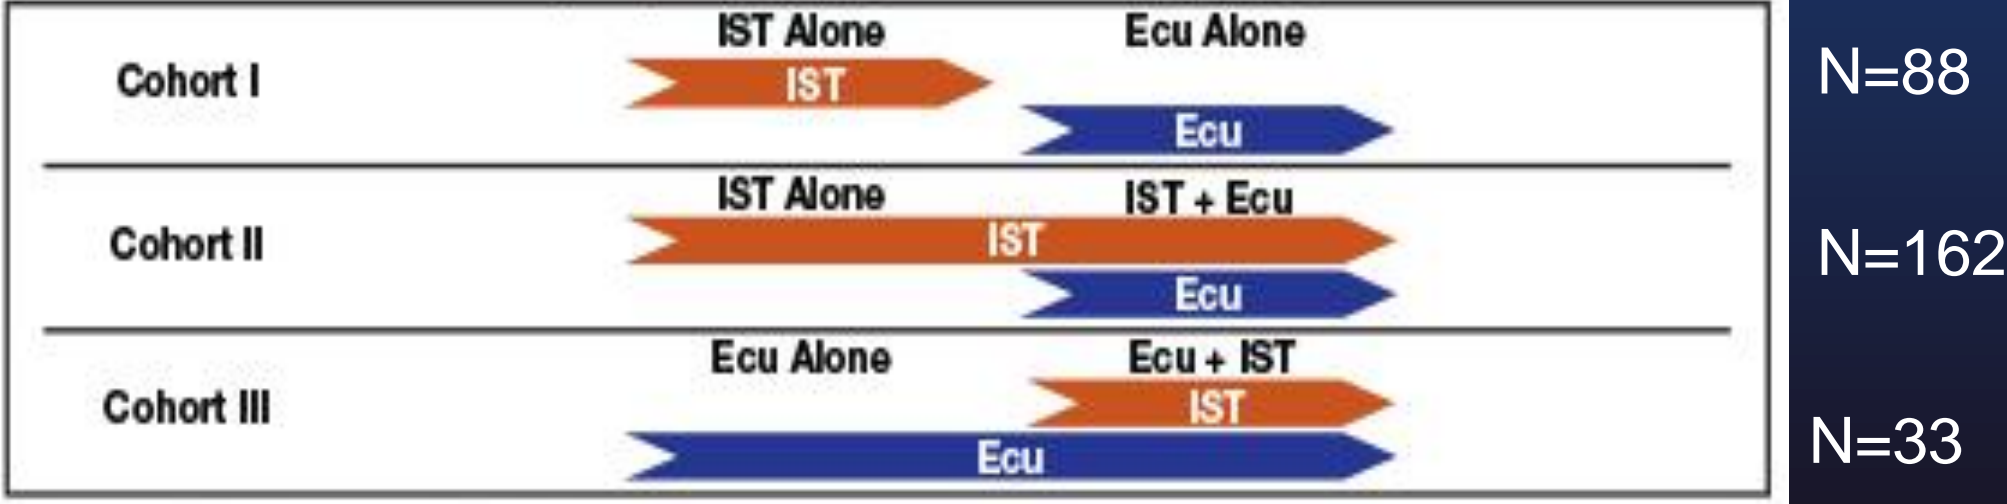 IST Alone Ecu Alone
Cohort I IST N=88
Ecu
IST Alone IST + Ecu
Cohort II IST N=162
Ecu
Ecu Alone Ecu + IST
Cohort III IST N=33
Ecu